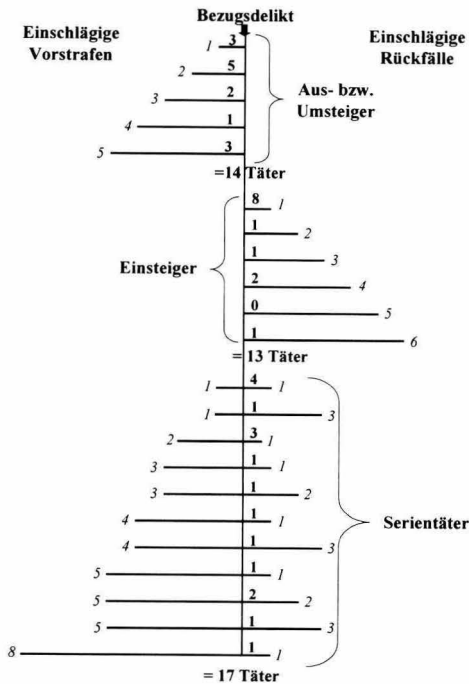 Bezugsdelikt
Einschlägige
Vorstrafen
Einschlägige
Rückfälle
1 3
2 5
3 2
4 1
5 3
Aus- bzw.
Umsteiger
=14 Täter
8 1
1 2
1 3
2 4
0 5
1 6
Einsteiger
= 13 Täter
1 4 1
1 1 3
2 3 1
3 1 1
3 1 2
4 1 1
4 1 3
5 1 1
5 2 2
5 1 3
8 1 1
Serientäter
= 17 Täter